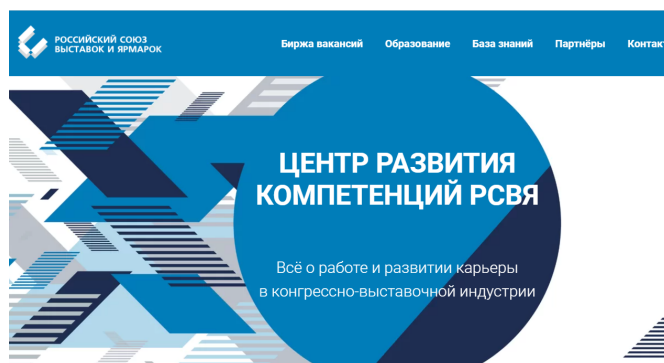 РОССИЙСКИЙ СОЮЗ
ВЫСТАВОК И ЯРМАРОК
Биржа вакансий Образование База знаний Партнёры Контак
ЦЕНТР РАЗВИТИЯ
КОМПЕТЕНЦИЙ РСВЯ
Всё о работе и развитии карьеры
в конгрессно-выставочной индустрии